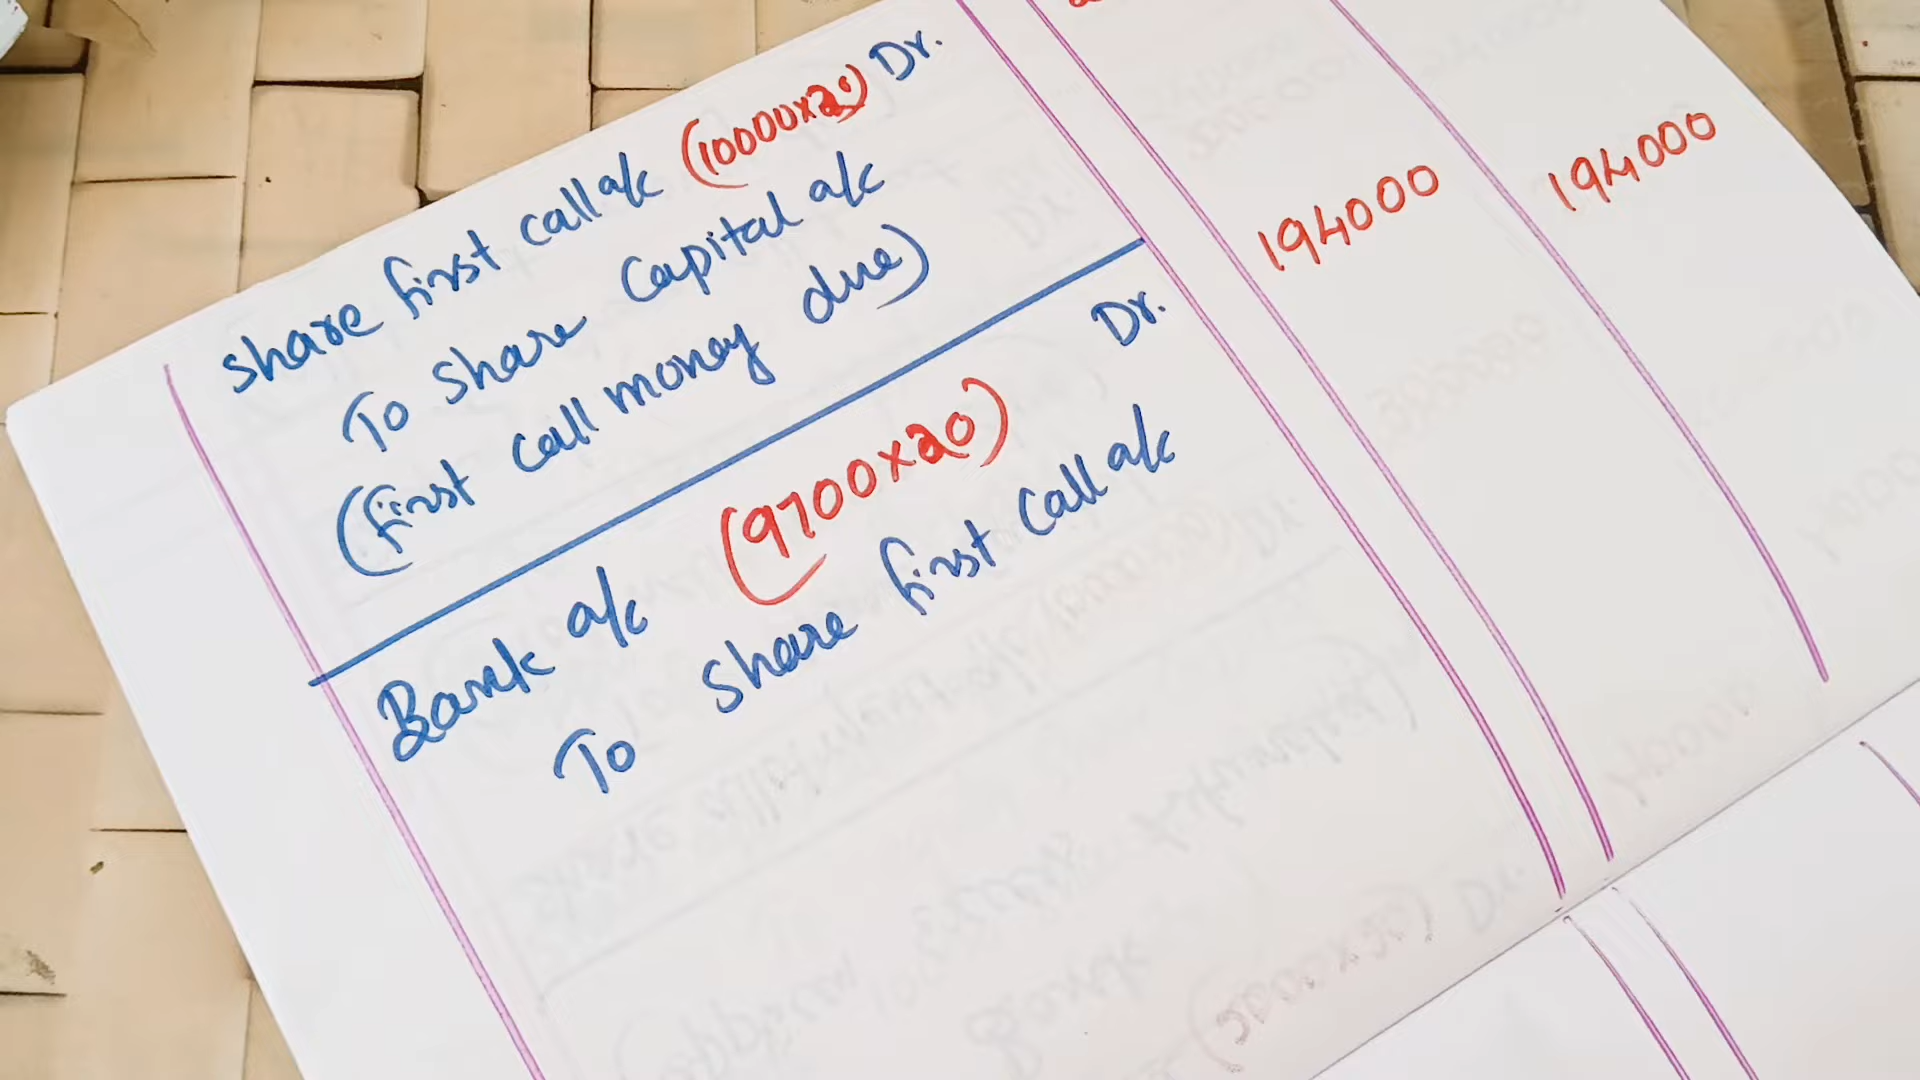 Share first call a/c (10000x20) Dr.
To Share Capital a/c
(first call money due)
Bank a/c (9700x20) Dr. 194000
To Share first Call a/c 194000